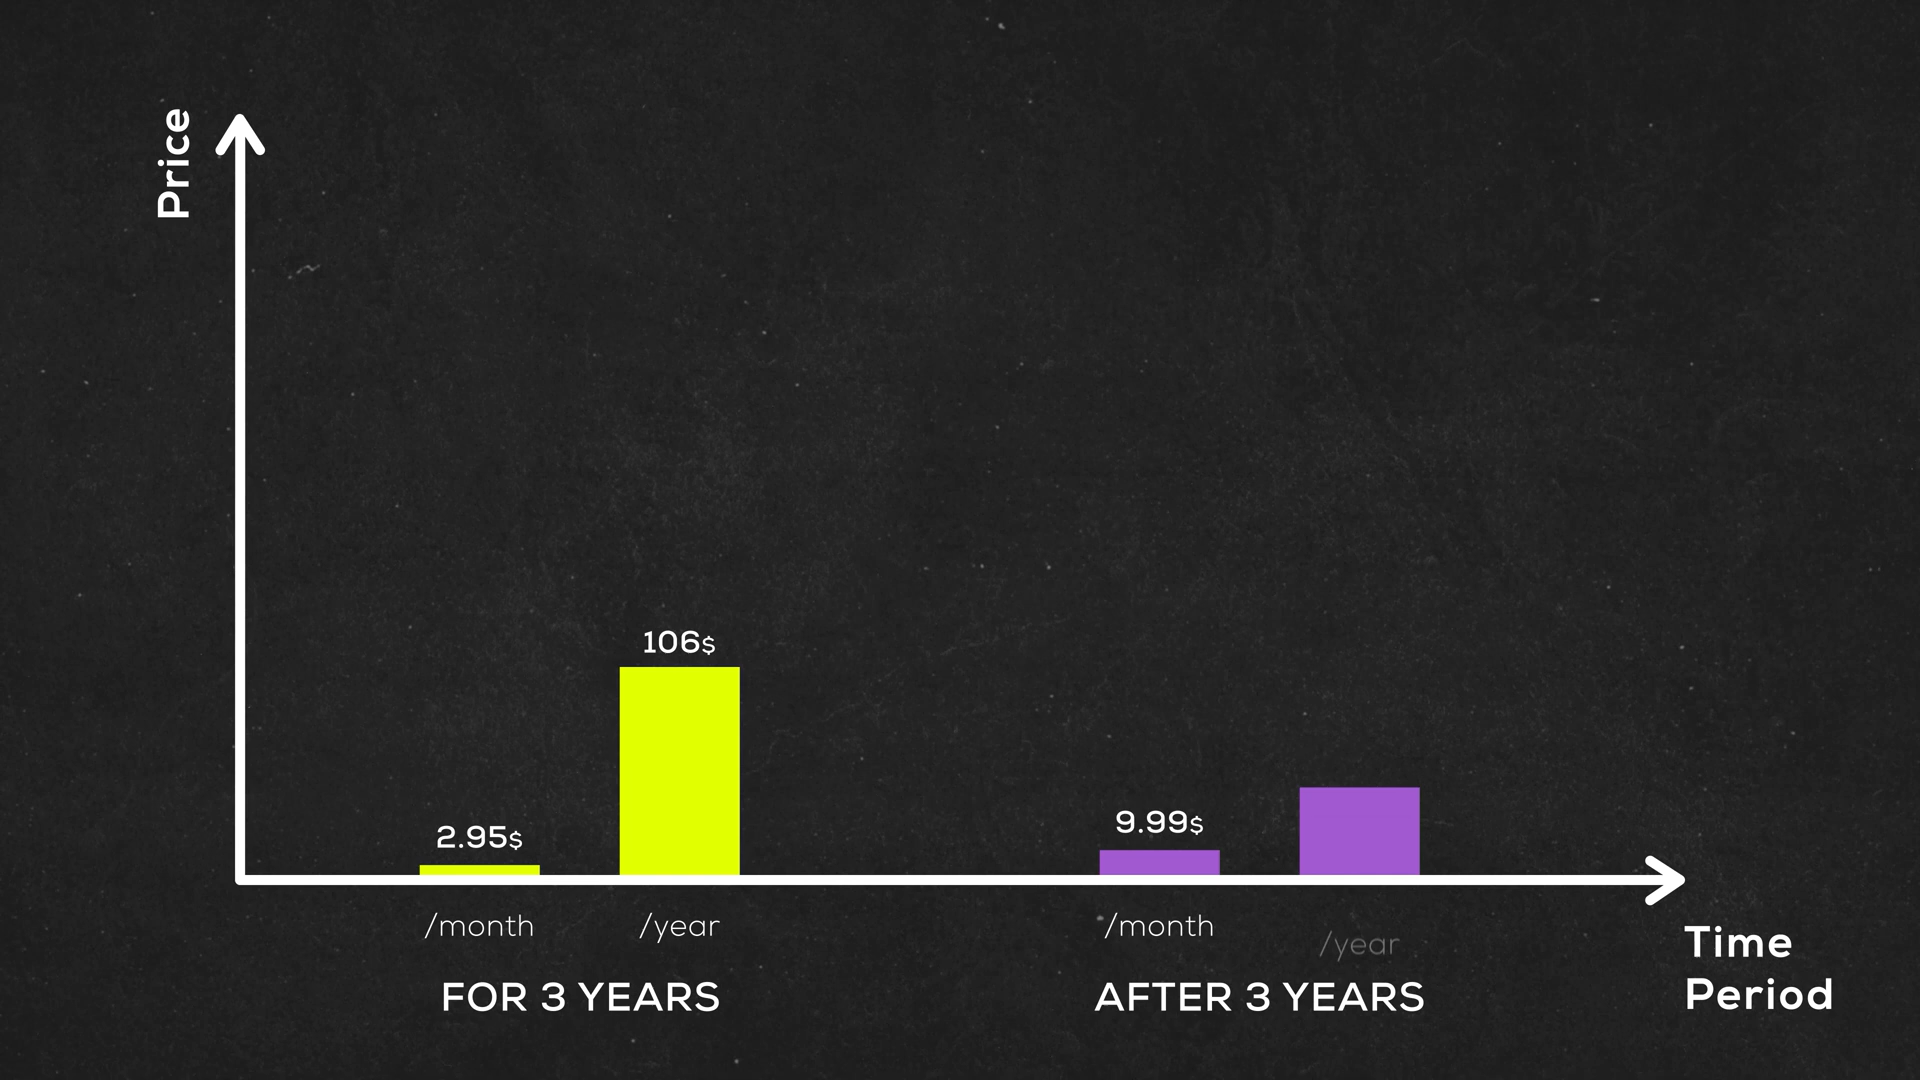 Price
106$
2.95$
9.99$
/month
/year
/month
/year
FOR 3 YEARS
AFTER 3 YEARS
Time
Period